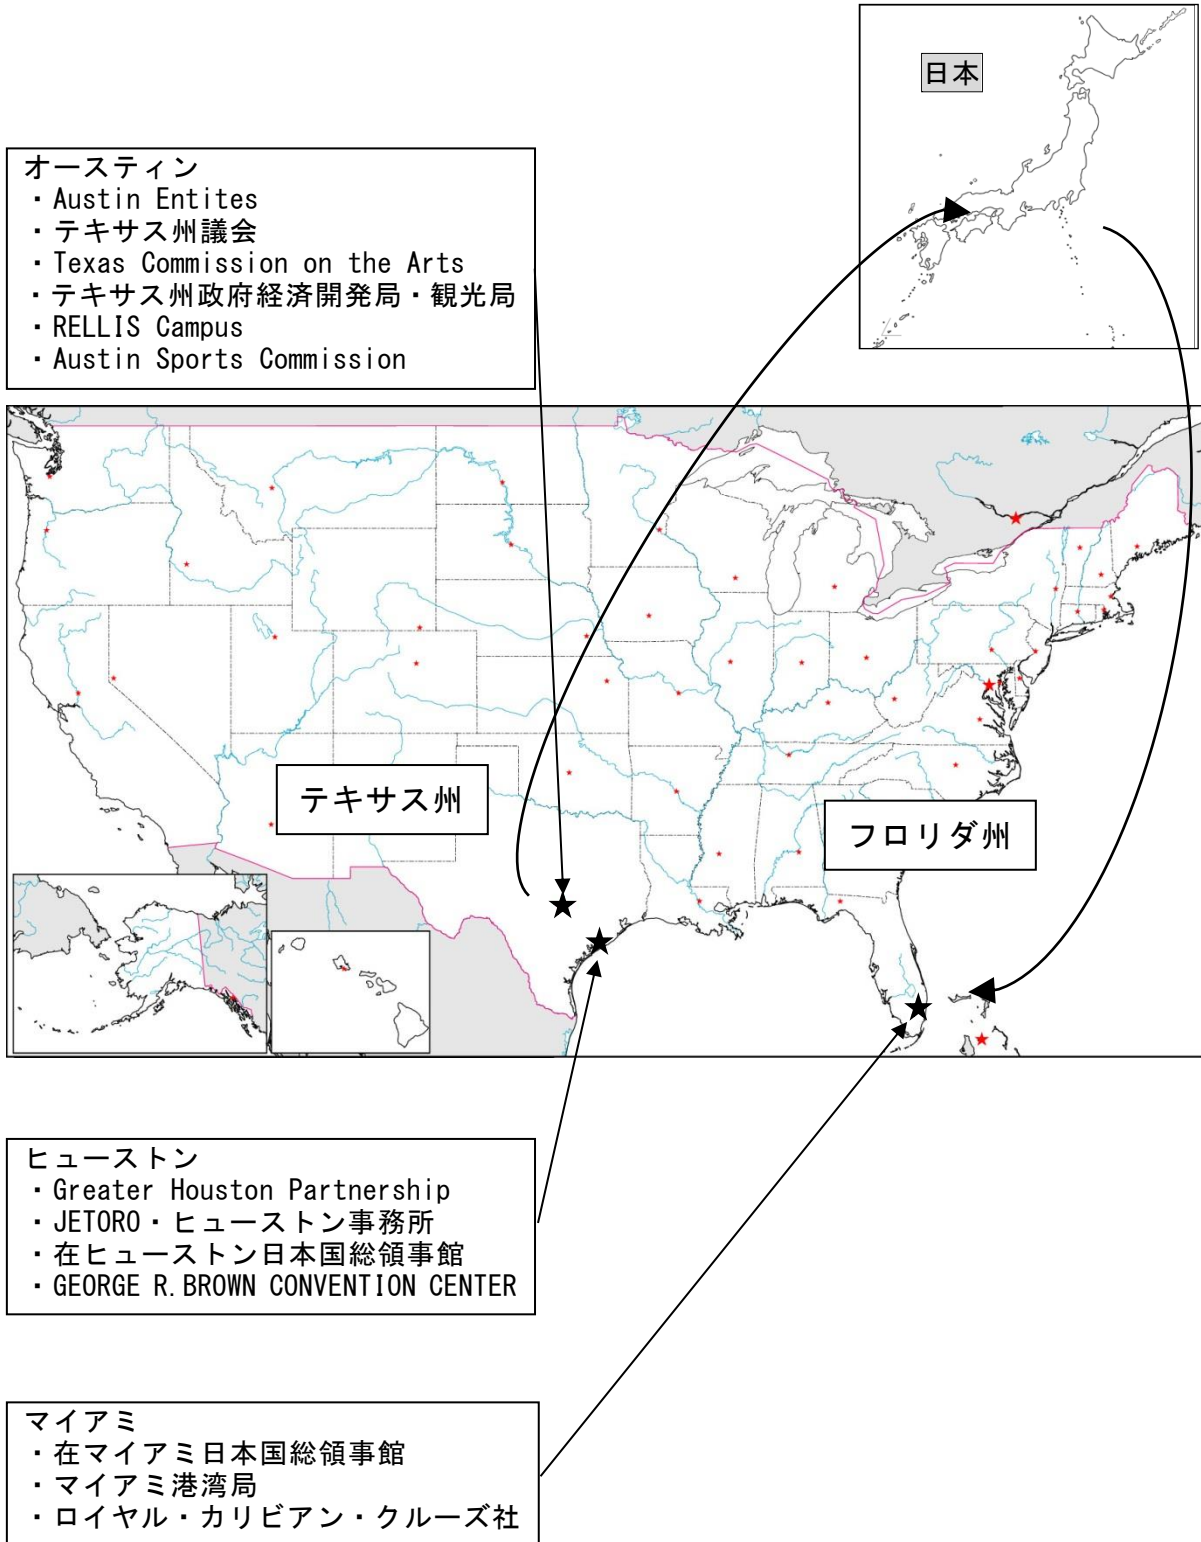 日本
オースティン
・Austin Entites
・テキサス州議会
・Texas Commission on the Arts
・テキサス州政府経済開発局・観光局
・RELLIS Campus
・Austin Sports Commission
テキサス州
フロリダ州
ヒューストン
・Greater Houston Partnership
・JETORO・ヒューストン事務所
・在ヒューストン日本国総領事館
・GEORGE R.BROWN CONVENTION CENTER
マイアミ
・在マイアミ日本国総領事館
・マイアミ港湾局
・ロイヤル・カリビアン・クルーズ社